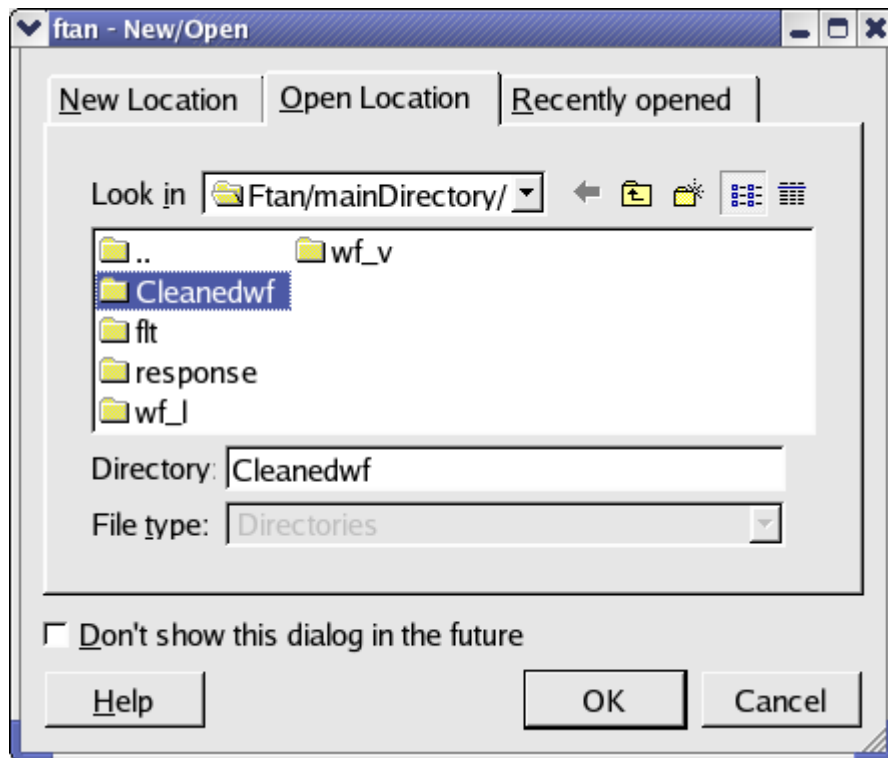 ftan - New/Open
New Location Open Location Recently opened
Look in Ftan/mainDirectory/
.. wf_v
Cleanedwf
flt
response
wf_l
Directory: Cleanedwf
File type: Directories
Don't show this dialog in the future
Help OK Cancel